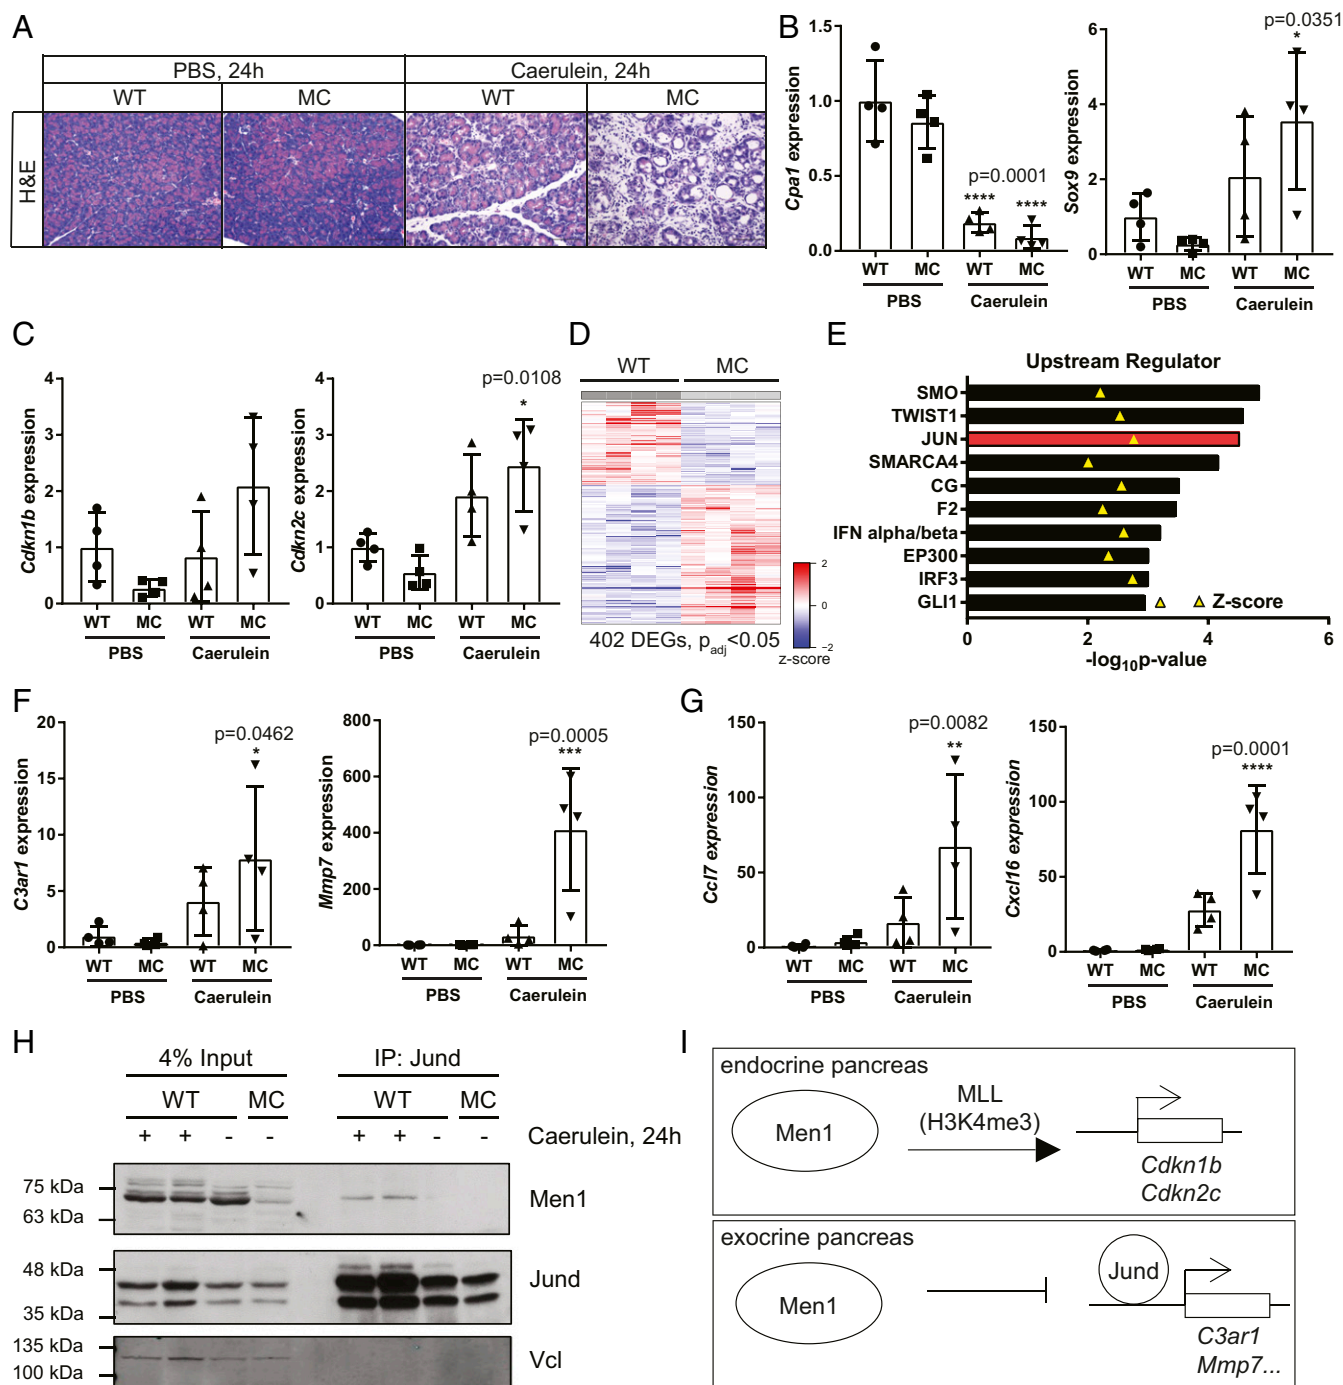 A
PBS, 24h
Caerulein, 24h
WT
MC
WT
MC
H&E
B
Cpa1 expression
1.5
1.0
0.5
0.0
p=0.0001
****
****
WT
MC
WT
MC
PBS
Caerulein
Sox9 expression
6
4
2
0
p=0.0351
*
WT
MC
WT
MC
PBS
Caerulein
C
Cdkn1b expression
4
3
2
1
0
WT
MC
WT
MC
PBS
Caerulein
Cdkn2c expression
4
3
2
1
0
p=0.0108
*
WT
MC
WT
MC
PBS
Caerulein
D
WT
MC
402 DEGs, padj<0.05
2
0
−2
z-score
E
Upstream Regulator
SMO
TWIST1
JUN
SMARCA4
CG
F2
IFN alpha/beta
EP300
IRF3
GLI1
Z-score
0
2
4
6
-log10p-value
F
C3ar1 expression
20
15
10
5
0
p=0.0462
*
WT
MC
WT
MC
PBS
Caerulein
Mmp7 expression
800
600
400
200
0
p=0.0005
***
WT
MC
WT
MC
PBS
Caerulein
G
Ccl7 expression
150
100
50
0
p=0.0082
**
WT
MC
WT
MC
PBS
Caerulein
Cxcl16 expression
150
100
50
0
p=0.0001
****
WT
MC
WT
MC
PBS
Caerulein
H
4% Input
IP: Jund
WT
MC
WT
MC
+ + - - + + - - Caerulein, 24h
75 kDa
63 kDa
Men1
48 kDa
35 kDa
Jund
135 kDa
100 kDa
Vcl
I
endocrine pancreas
Men1
MLL
(H3K4me3)
Cdkn1b
Cdkn2c
exocrine pancreas
Men1
Jund
C3ar1
Mmp7...